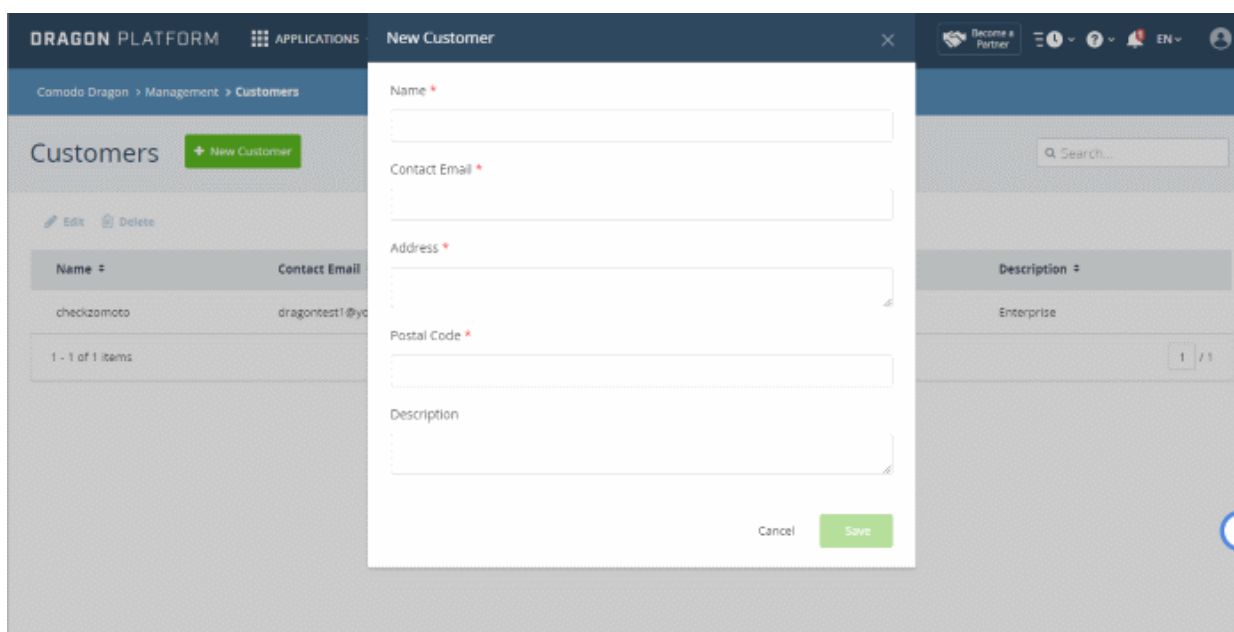 DRAGON PLATFORM APPLICATIONS New Customer Become a Partner EN
Comodo Dragon > Management > Customers
Name *
Customers + New Customer Search...
Contact Email *
Edit Delete
Address *
Name Contact Email Description
checkzomoto dragontest1@yo Enterprise
Postal Code *
1 - 1 of 1 items 1 / 1
Description
Cancel Save